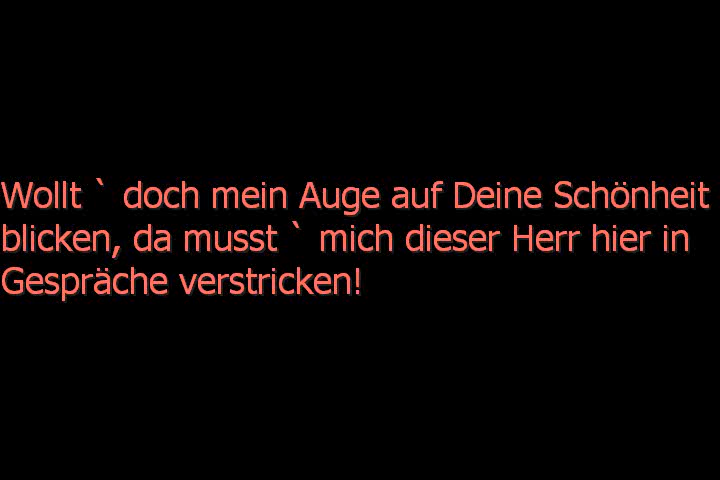 Wollt ` doch mein Auge auf Deine Schönheit
blicken, da musst ` mich dieser Herr hier in
Gespräche verstricken!